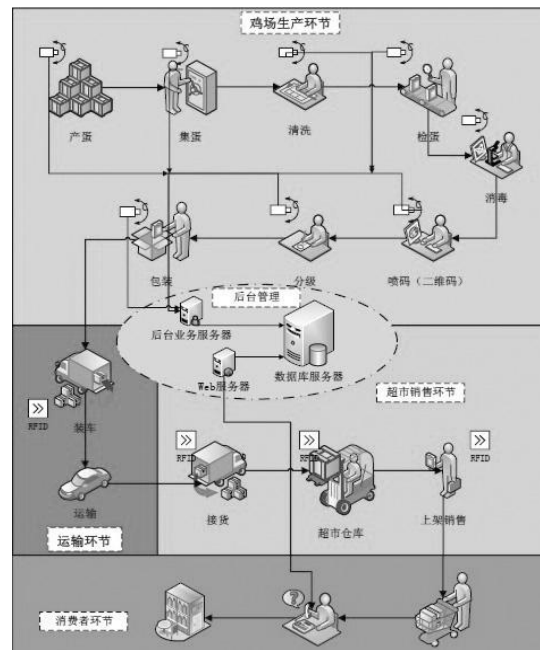 鸡场生产环节
产蛋
集蛋
清洗
检蛋
消毒
包装
分级
喷码(二维码)
后台管理
后台业务服务器
数据库服务器
Web服务器
超市销售环节
RFID
装车
RFID
RFID
RFID
运输
接货
超市仓库
上架销售
运输环节
消费者环节